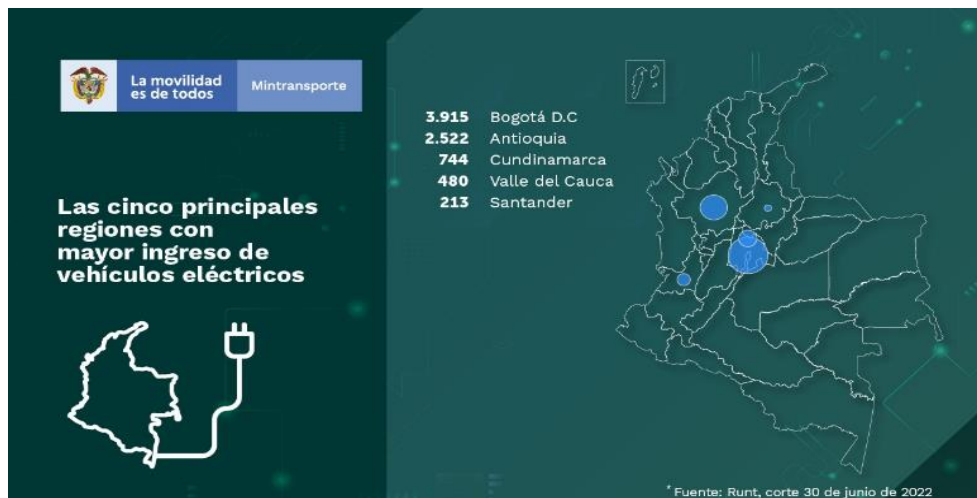 La movilidad
es de todos
Mintransporte
Las cinco principales
regiones con
mayor ingreso de
vehículos eléctricos
3.915 Bogotá D.C
2.522 Antioquia
744 Cundinamarca
480 Valle del Cauca
213 Santander
* Fuente: Runt, corte 30 de junio de 2022